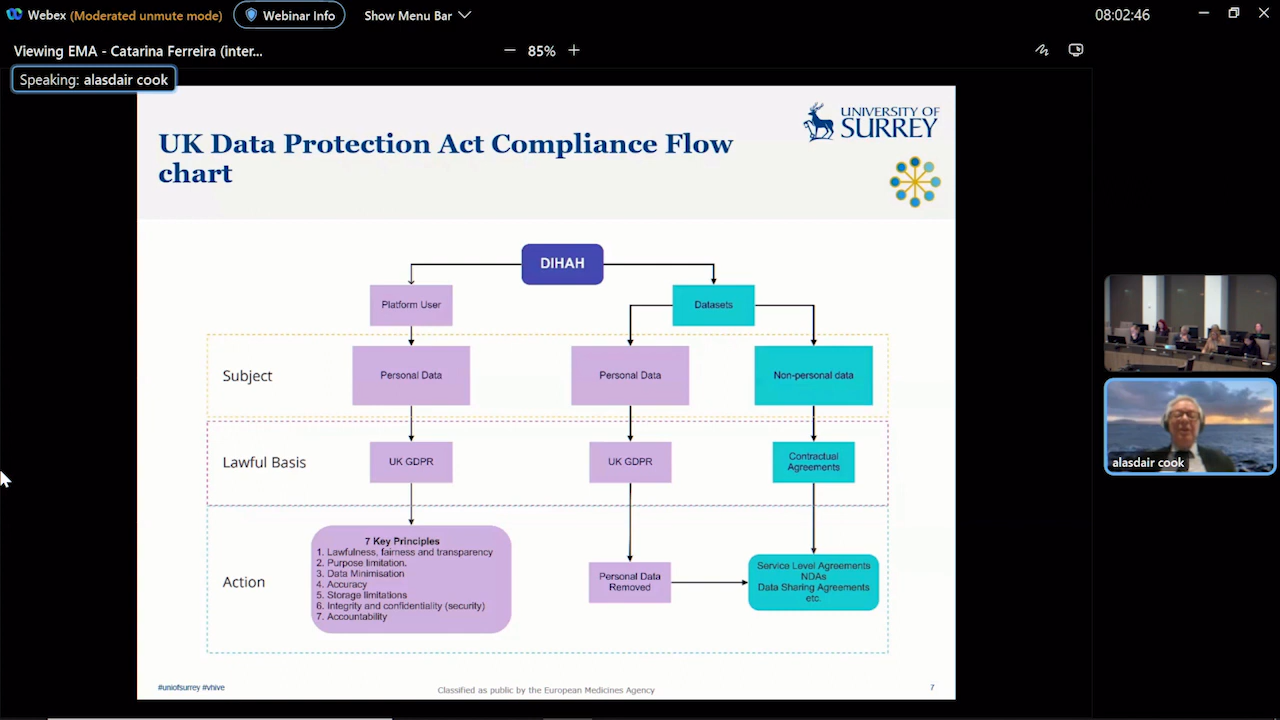 Webex (Moderated unmute mode) Webinar Info Show Menu Bar 08:02:46
Viewing EMA - Catarina Ferreira (inter... 85%
Speaking: alasdair cook
UNIVERSITY OF
SURREY
UK Data Protection Act Compliance Flow
chart
DIHAH
Platform User
Datasets
Subject
Personal Data
Personal Data
Non-personal data
Lawful Basis
UK GDPR
UK GDPR
Contractual
Agreements
Action
7 Key Principles
1. Lawfulness, fairness and transparency
2. Purpose limitation.
3. Data Minimisation
4. Accuracy
5. Storage limitations
6. Integrity and confidentiality (security)
7. Accountability
Personal Data
Removed
Service Level Agreements
NDAs
Data Sharing Agreements
etc.
#uniofsurrey #vhive
Classified as public by the European Medicines Agency
7
alasdair cook